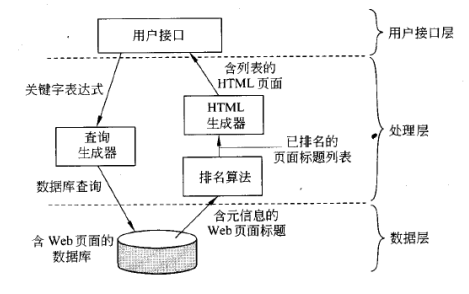 用户接口
用户接口层
关键字表达式
含列表的
HTML 页面
查询
生成器
HTML
生成器
处理层
已排名的
页面标题列表
数据库查询
排名算法
含 Web 页面的
数据库
含元信息的
Web 页面标题
数据层